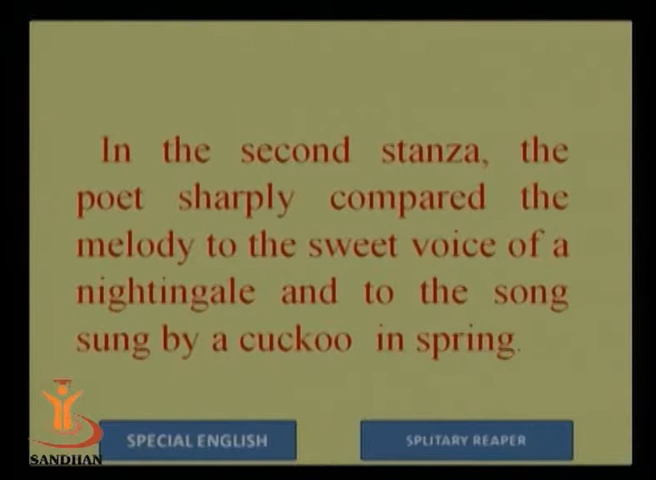 In the second stanza, the
poet sharply compared the
melody to the sweet voice of a
nightingale and to the song
sung by a cuckoo in spring.
SPECIAL ENGLISH
SPLITARY REAPER
SANDHAN